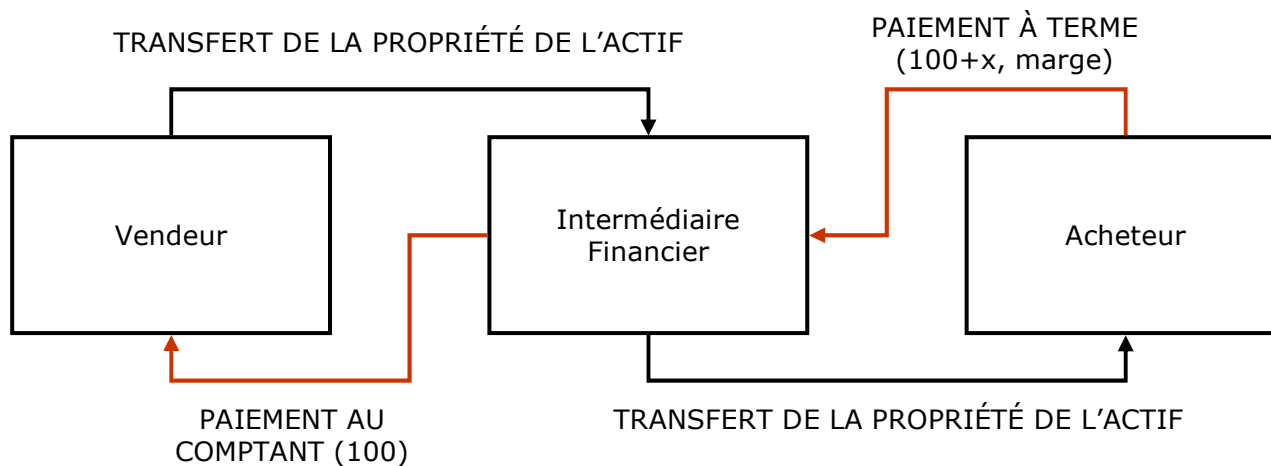 TRANSFERT DE LA PROPRIÉTÉ DE L’ACTIF
PAIEMENT À TERME
(100+x, marge)
Vendeur
Intermédiaire
Financier
Acheteur
PAIEMENT AU
COMPTANT (100)
TRANSFERT DE LA PROPRIÉTÉ DE L’ACTIF